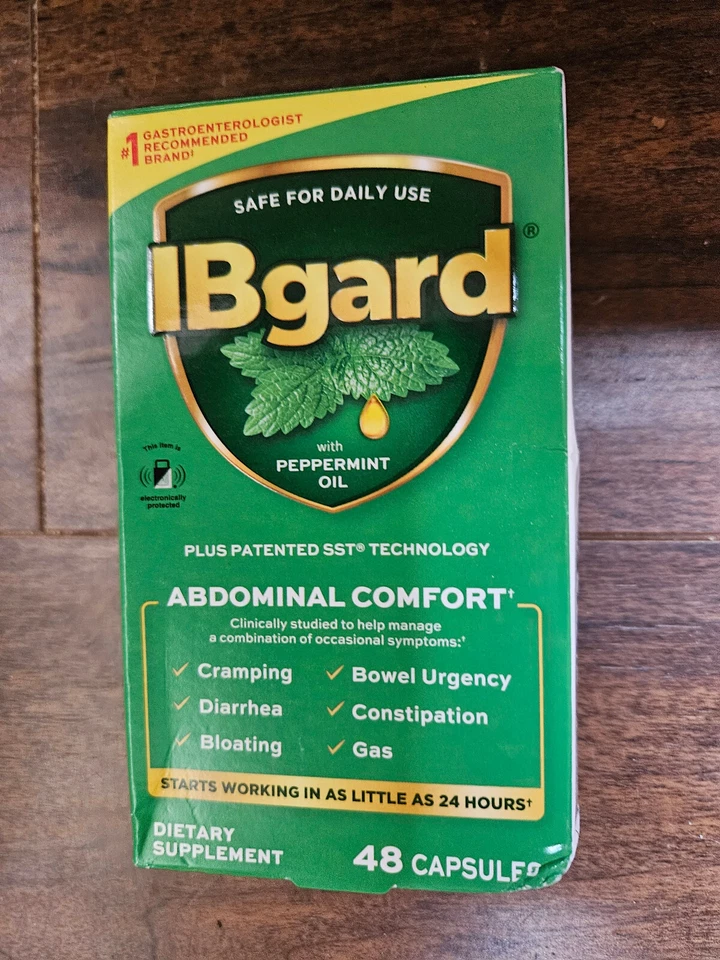 #1 GASTROENTEROLOGIST
RECOMMENDED
BRAND‡
SAFE FOR DAILY USE
IBgard®
with
PEPPERMINT
OIL
This item is
electronically
protected
PLUS PATENTED SST® TECHNOLOGY
ABDOMINAL COMFORT†
Clinically studied to help manage
a combination of occasional symptoms:†
✓ Cramping ✓ Bowel Urgency
✓ Diarrhea ✓ Constipation
✓ Bloating ✓ Gas
STARTS WORKING IN AS LITTLE AS 24 HOURS†
DIETARY
SUPPLEMENT
48 CAPSULES